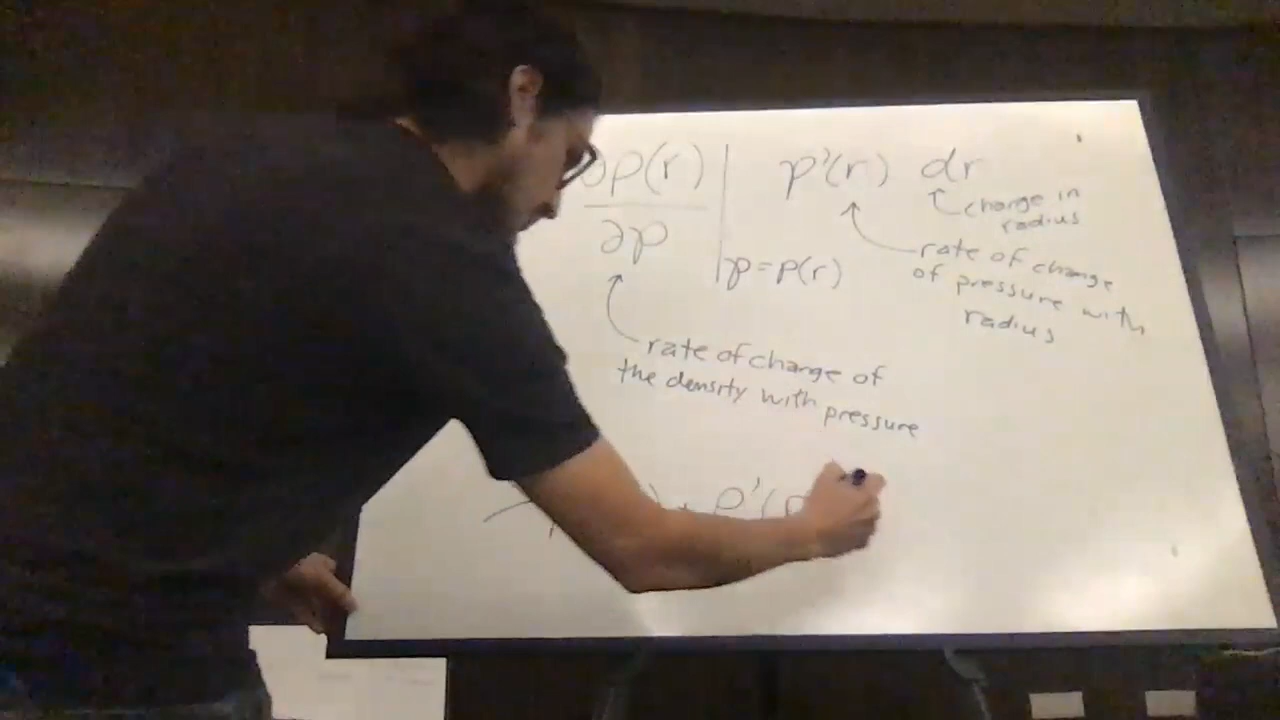 ∂ρ(r) | p'(r) dr
∂p | p=p(r)
change in
radius
rate of change
of pressure with
radius
rate of change of
the density with pressure
) + ρ'(p